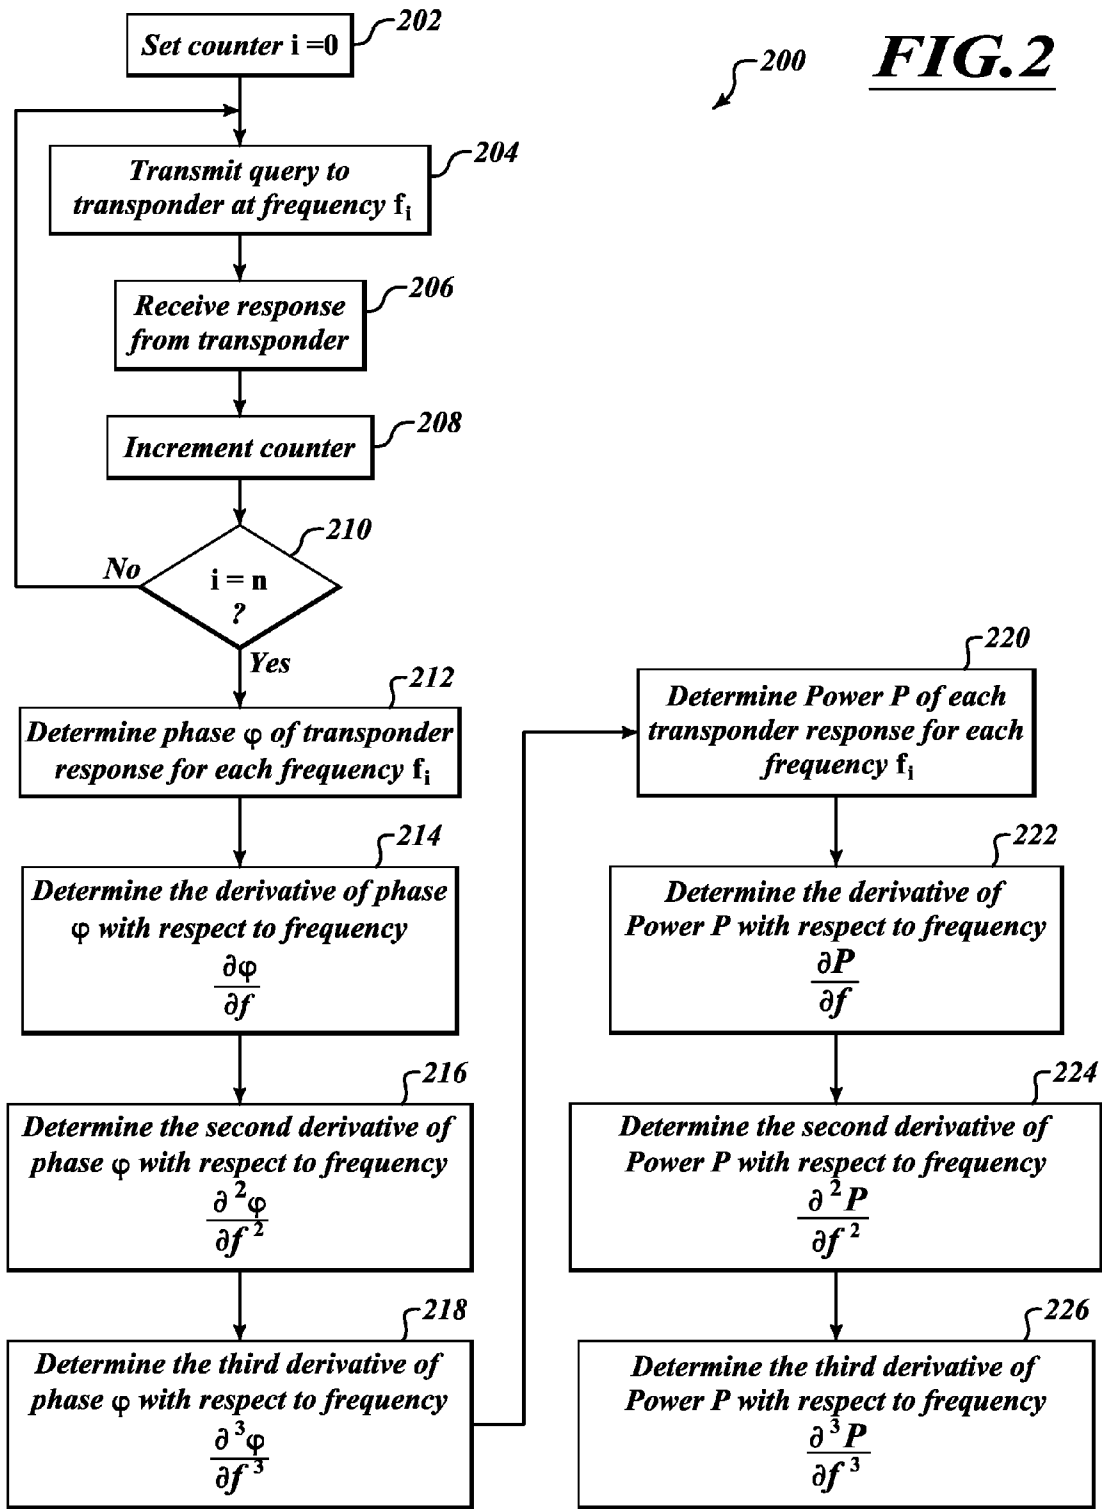 FIG.2
200
202
Set counter i =0
204
Transmit query to
transponder at frequency fᵢ
206
Receive response
from transponder
208
Increment counter
210
i = n
?
No
Yes
212
Determine phase φ of transponder
response for each frequency fᵢ
214
Determine the derivative of phase
φ with respect to frequency
∂φ
∂f
216
Determine the second derivative of
phase φ with respect to frequency
∂²φ
∂f²
218
Determine the third derivative of
phase φ with respect to frequency
∂³φ
∂f³
220
Determine Power P of each
transponder response for each
frequency fᵢ
222
Determine the derivative of
Power P with respect to frequency
∂P
∂f
224
Determine the second derivative of
Power P with respect to frequency
∂²P
∂f²
226
Determine the third derivative of
Power P with respect to frequency
∂³P
∂f³